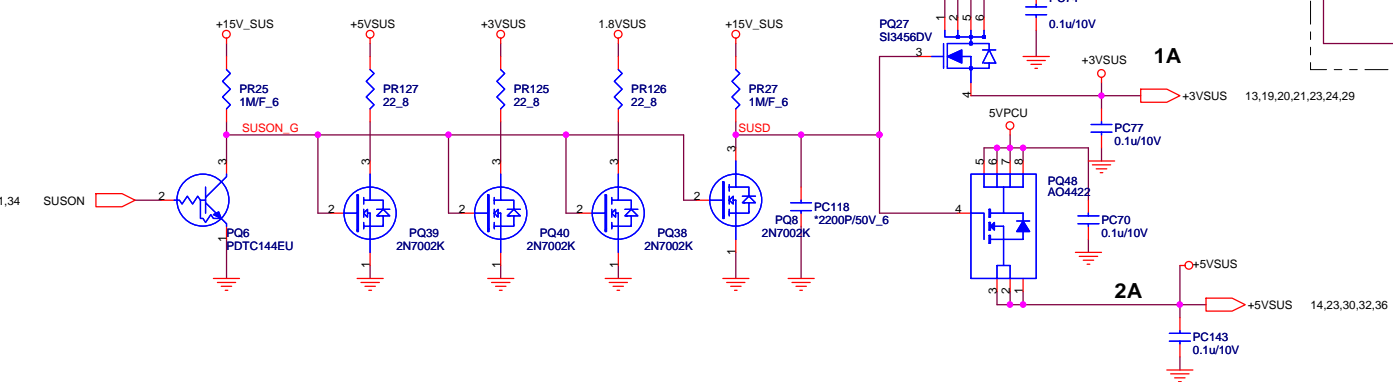 +15V_SUS
+5VSUS
+3VSUS
1.8VSUS
+15V_SUS
PQ27
SI3456DV
1 2 5 6
0.1u/10V
3
4
+3VSUS
1A
+3VSUS 13,19,20,21,23,24,29
PC77
0.1u/10V
PR25
1M/F_6
PR127
22_8
PR125
22_8
PR126
22_8
PR27
1M/F_6
SUSON_G
SUSD
5VPCU
5 6 7 8
PQ48
AO4422
4
3 2 1
PC70
0.1u/10V
1,34 SUSON
2
3
1
PQ6
PDTC144EU
2
3
1
PQ39
2N7002K
2
3
1
PQ40
2N7002K
2
3
1
PQ38
2N7002K
2
3
1
PQ8
2N7002K
PC118
*2200P/50V_6
2A
+5VSUS
+5VSUS 14,23,30,32,36
PC143
0.1u/10V